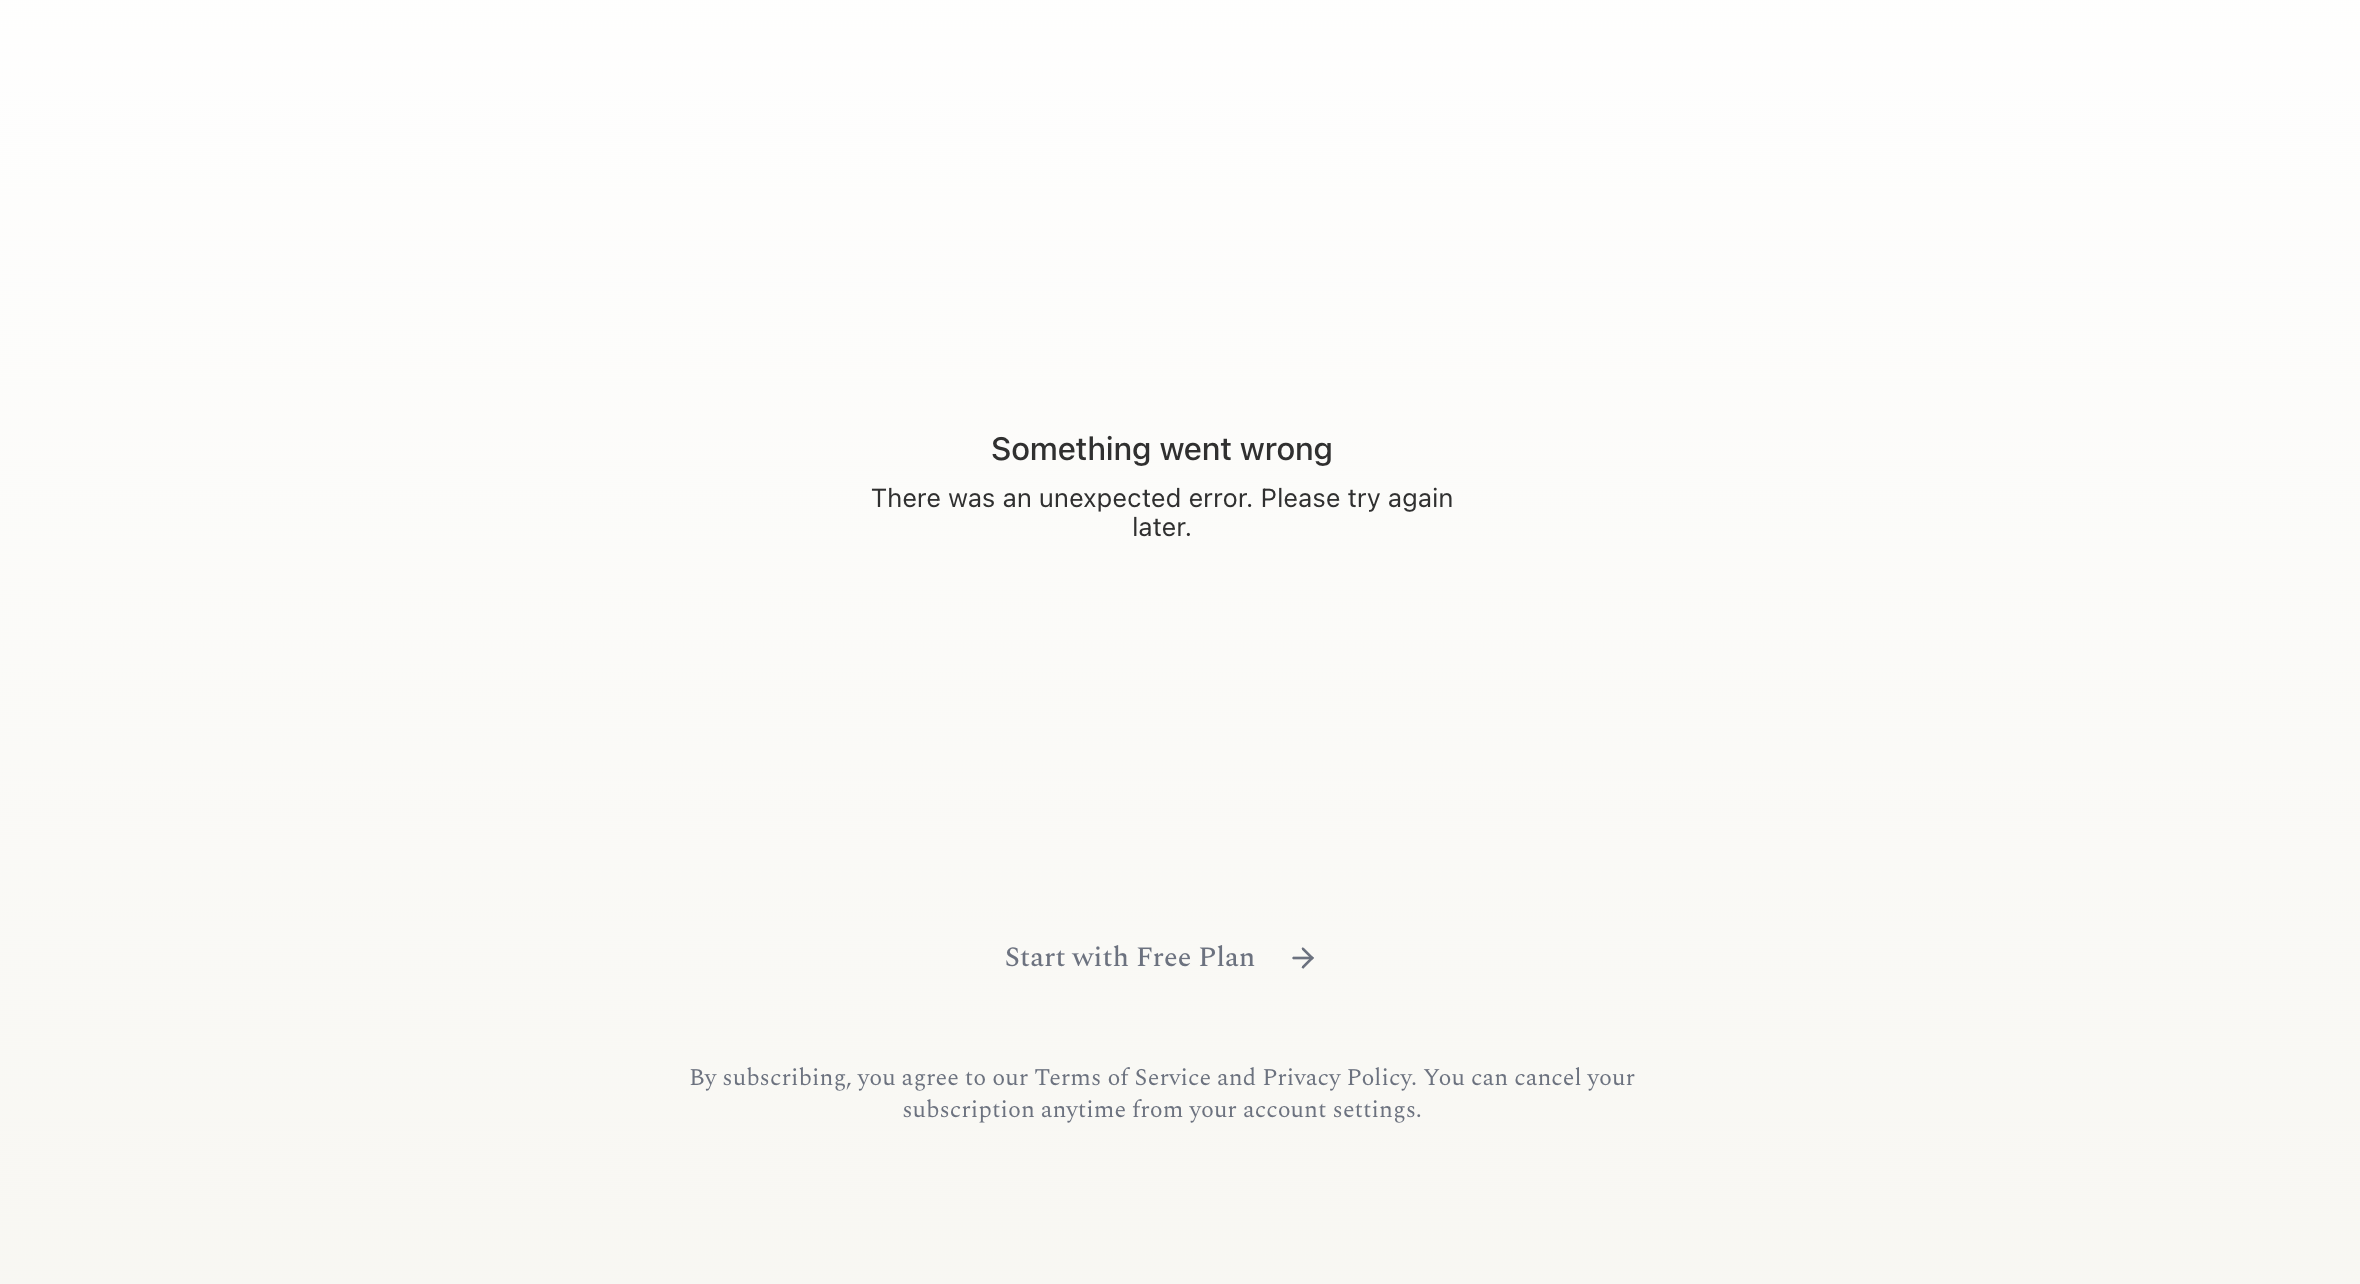 Something went wrong
There was an unexpected error. Please try again
later.
Start with Free Plan
By subscribing, you agree to our Terms of Service and Privacy Policy. You can cancel your
subscription anytime from your account settings.